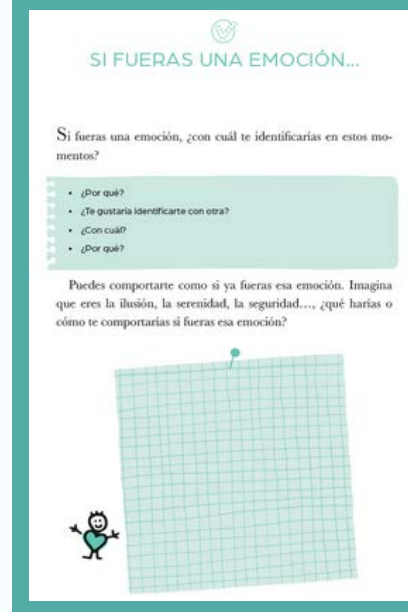 SI FUERAS UNA EMOCIÓN...
Si fueras una emoción, ¿con cuál te identificarías en estos mo-
mentos?
• ¿Por qué?
• ¿Te gustaría identificarte con otra?
• ¿Con cuál?
• ¿Por qué?
Puedes comportarte como si ya fueras esa emoción. Imagina
que eres la ilusión, la serenidad, la seguridad…, ¿qué harías o
cómo te comportarías si fueras esa emoción?